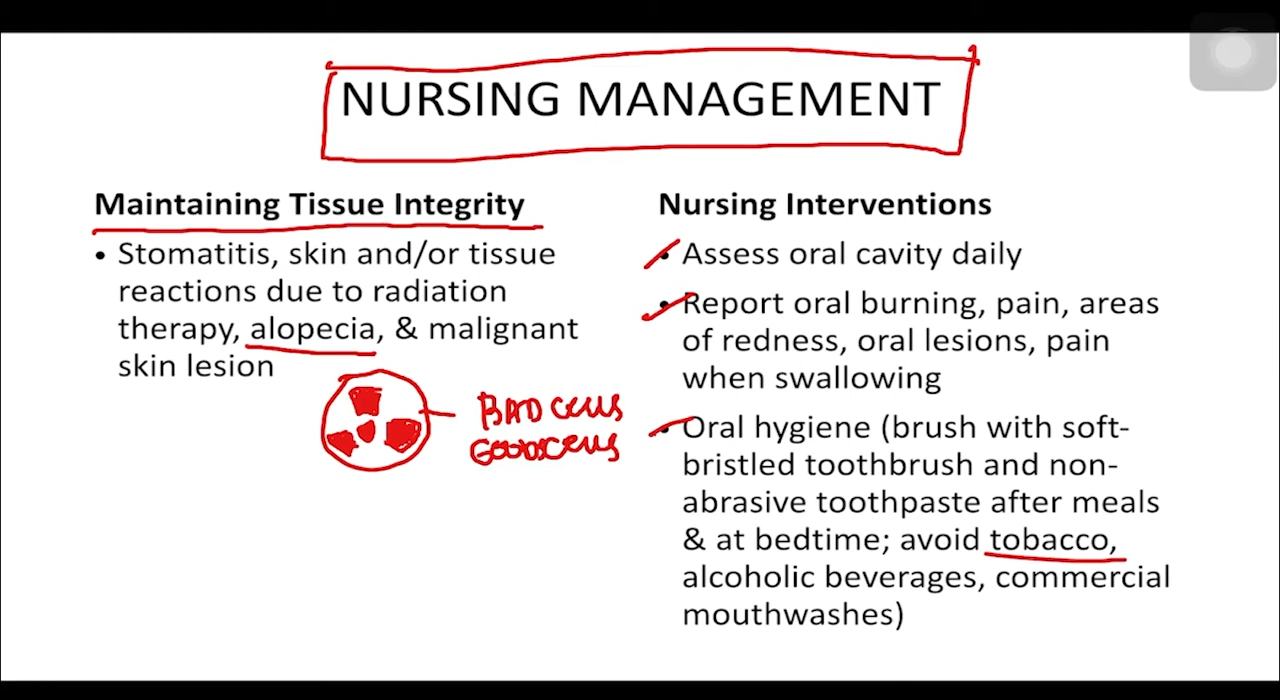 NURSING MANAGEMENT
Maintaining Tissue Integrity
• Stomatitis, skin and/or tissue
reactions due to radiation
therapy, alopecia, & malignant
skin lesion
BAD cells
Good cells
Nursing Interventions
• Assess oral cavity daily
• Report oral burning, pain, areas
of redness, oral lesions, pain
when swallowing
• Oral hygiene (brush with soft-
bristled toothbrush and non-
abrasive toothpaste after meals
& at bedtime; avoid tobacco,
alcoholic beverages, commercial
mouthwashes)